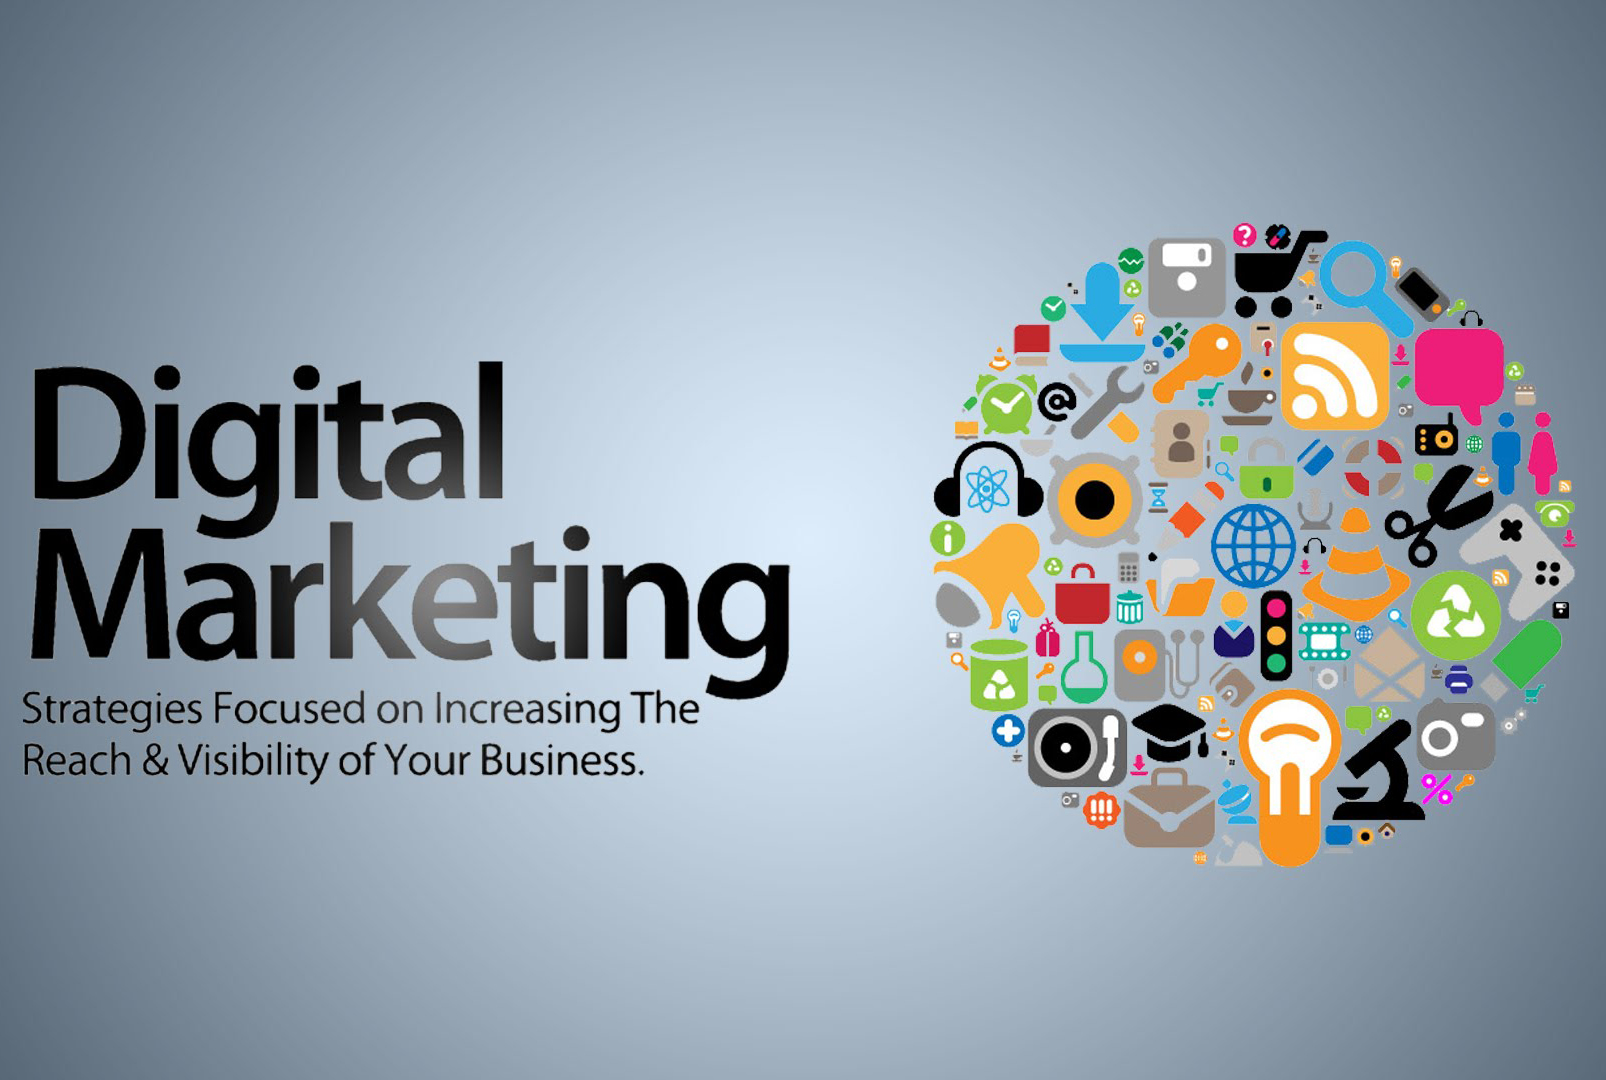 Digital
Marketing
Strategies Focused on Increasing The
Reach & Visibility of Your Business.